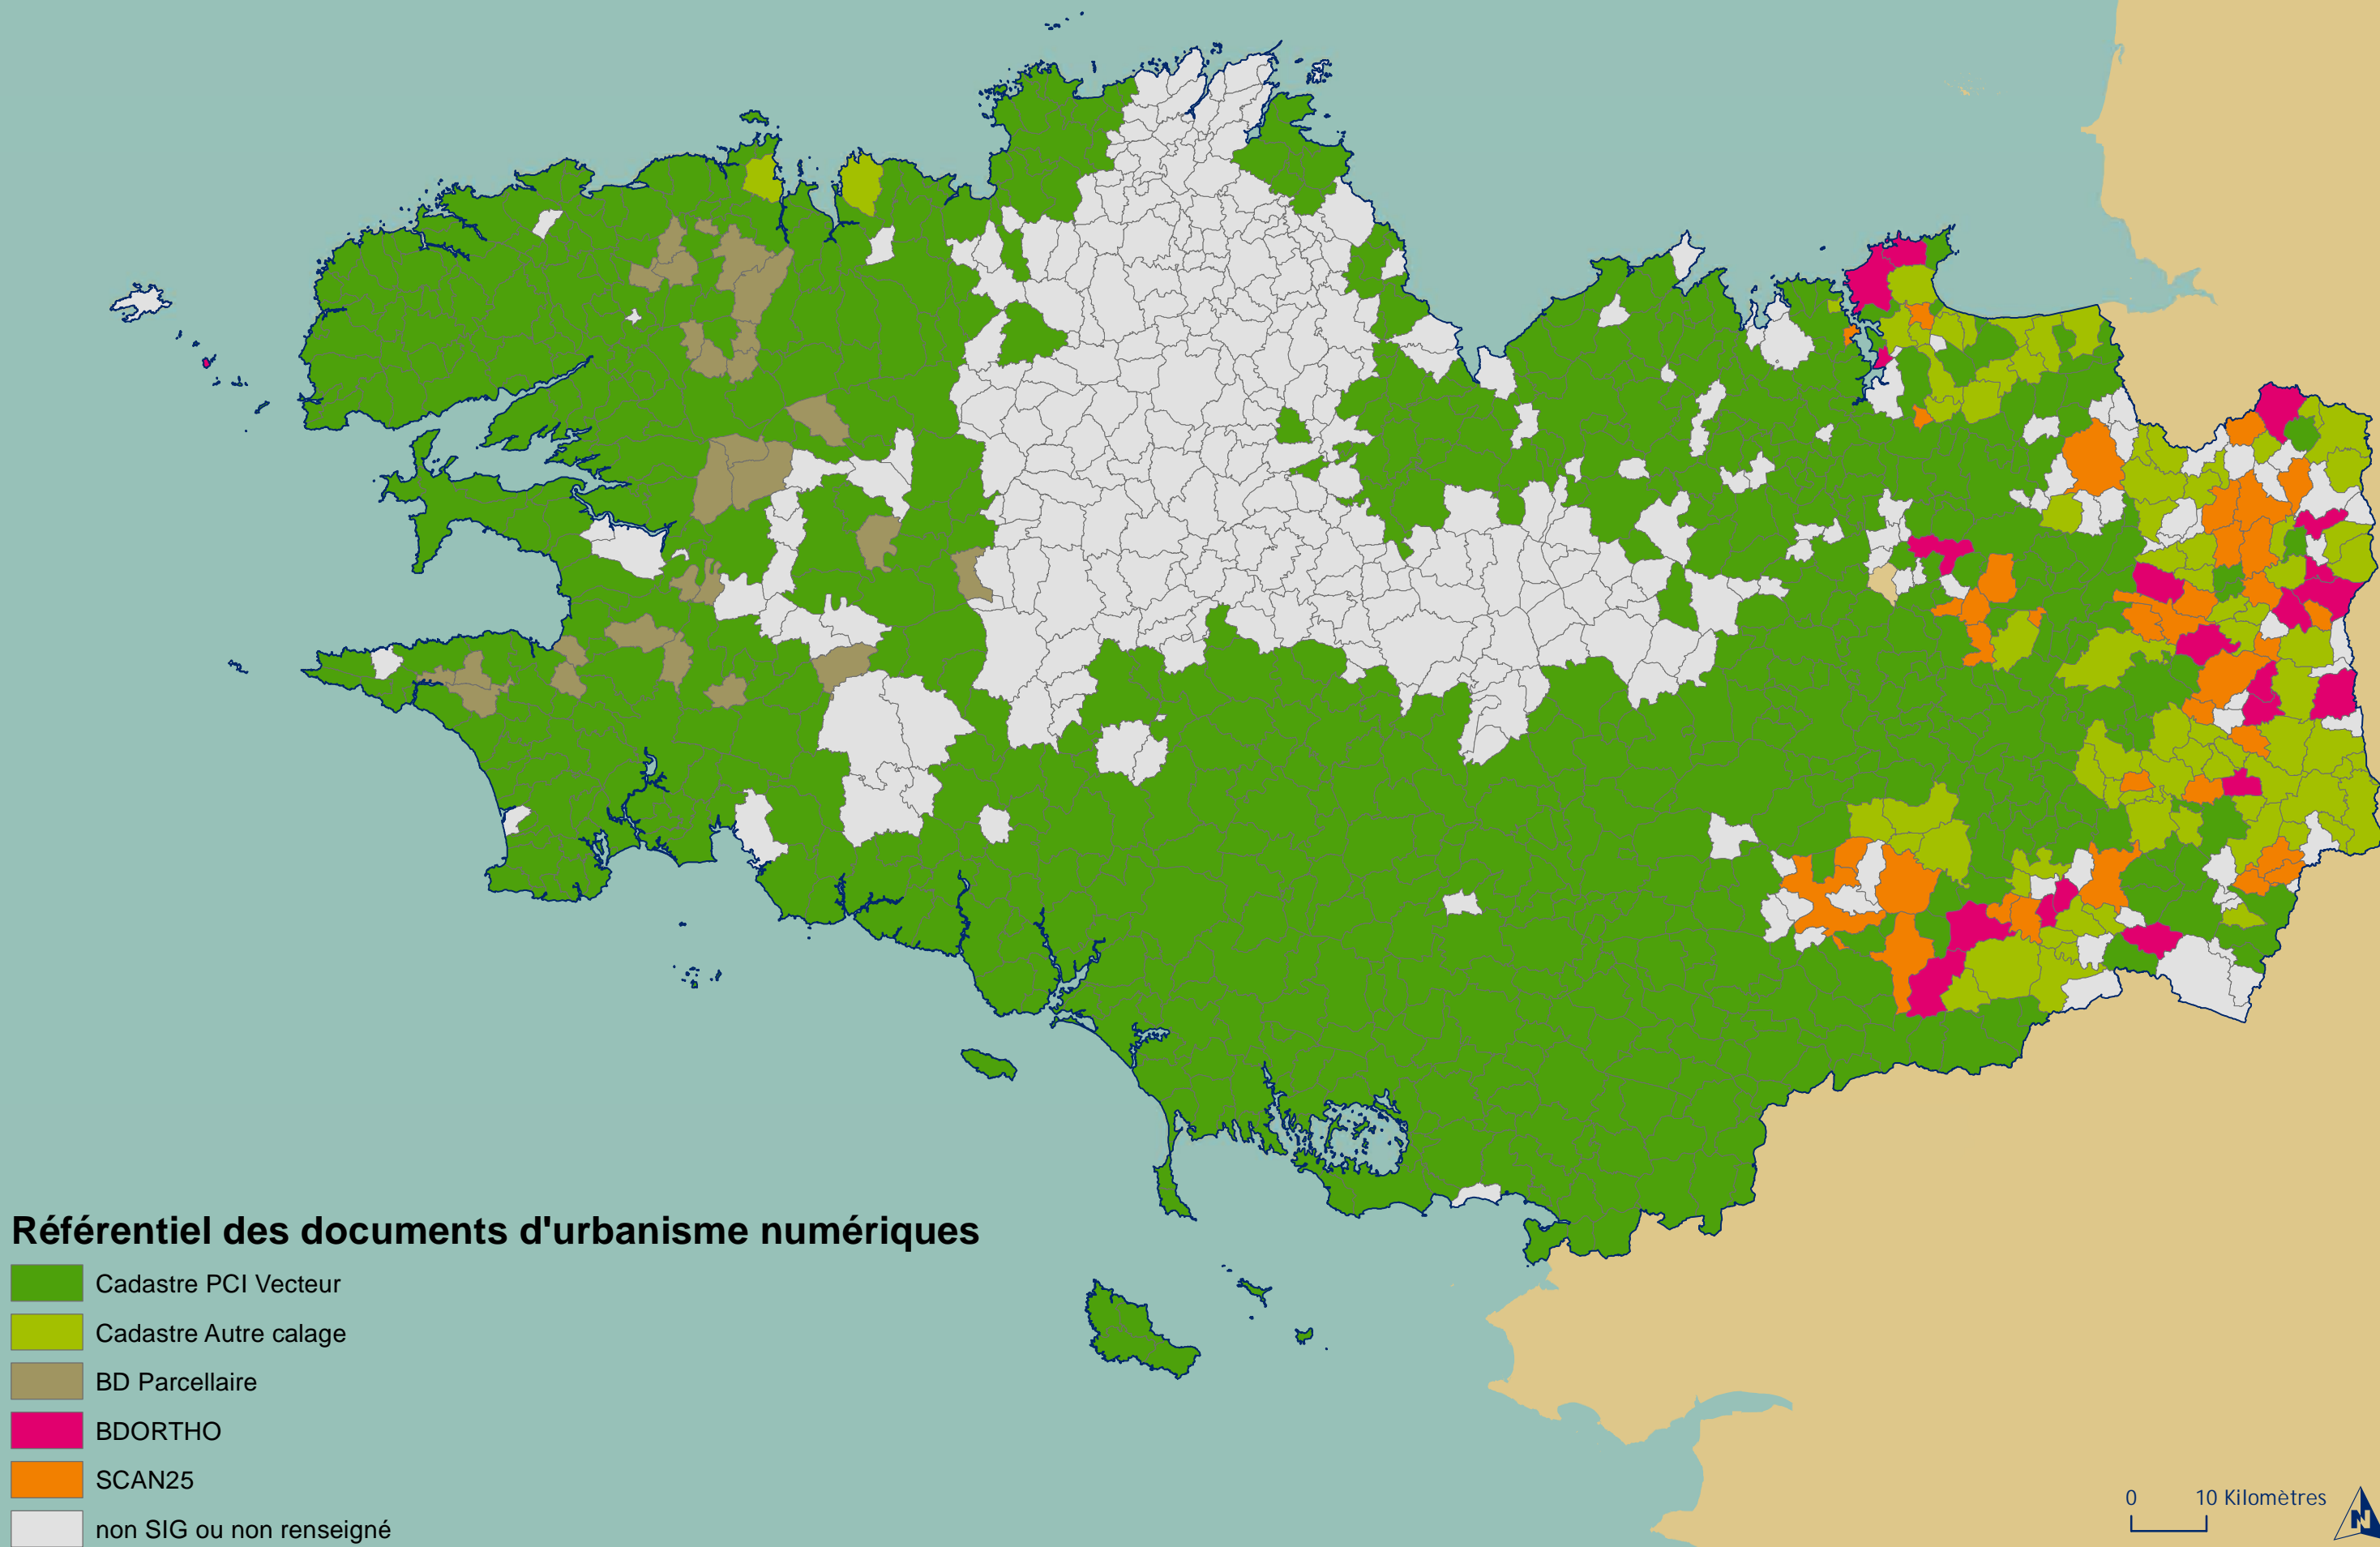 Référentiel des documents d'urbanisme numériques
Cadastre PCI Vecteur
Cadastre Autre calage
BD Parcellaire
BDORTHO
SCAN25
non SIG ou non renseigné
0 10 Kilomètres
N